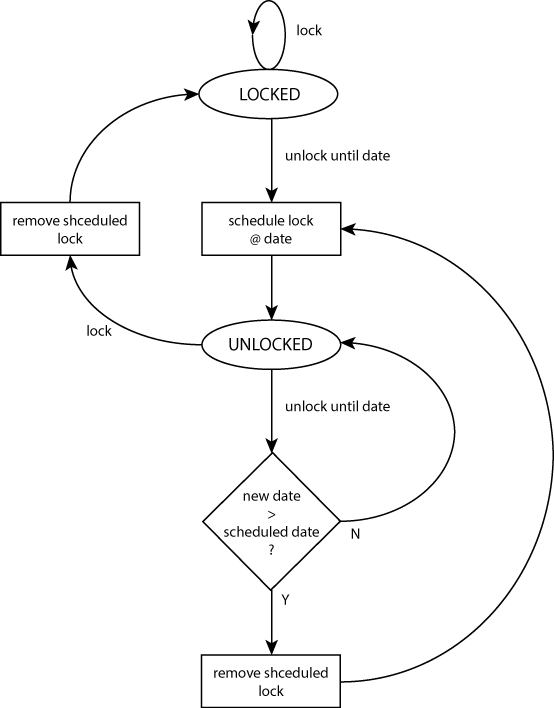 lock
LOCKED
unlock until date
remove shceduled
lock
schedule lock
@ date
lock
UNLOCKED
unlock until date
new date
>
scheduled date
?
N
Y
remove shceduled
lock